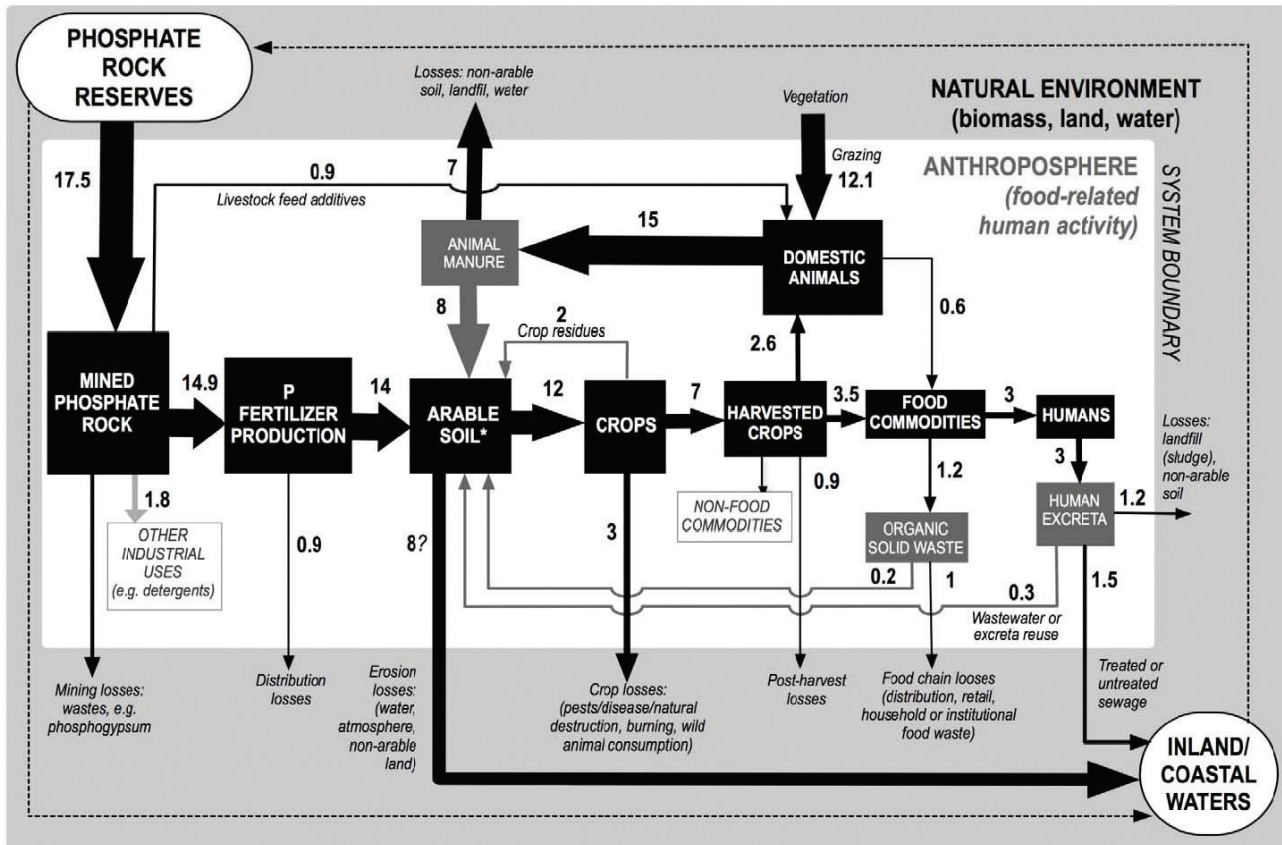 PHOSPHATE
ROCK
RESERVES
Losses: non-arable
soil, landfil, water
Vegetation
NATURAL ENVIRONMENT
(biomass, land, water)
17.5
0.9
Livestock feed additives
7
Grazing
12.1
ANTHROPOSPHERE
(food-related
human activity)
SYSTEM BOUNDARY
ANIMAL
MANURE
15
DOMESTIC
ANIMALS
8
2
Crop residues
2.6
0.6
MINED
PHOSPHATE
ROCK
14.9
P
FERTILIZER
PRODUCTION
14
ARABLE
SOIL*
12
CROPS
7
HARVESTED
CROPS
3.5
FOOD
COMMODITIES
3
HUMANS
Losses:
landfill
(sludge),
non-arable
soil
1.8
OTHER
INDUSTRIAL
USES
(e.g. detergents)
0.9
8?
3
NON-FOOD
COMMODITIES
0.9
1.2
ORGANIC
SOLID WASTE
3
HUMAN
EXCRETA
1.2
0.2
1
0.3
1.5
Wastewater or
excreta reuse
Mining losses:
wastes, e.g.
phosphogypsum
Distribution
losses
Erosion
losses:
(water,
atmosphere,
non-arable
land)
Crop losses:
(pests/disease/natural
destruction, burning, wild
animal consumption)
Post-harvest
losses
Food chain looses
(distribution, retail,
household or institutional
food waste)
Treated or
untreated
sewage
INLAND/
COASTAL
WATERS